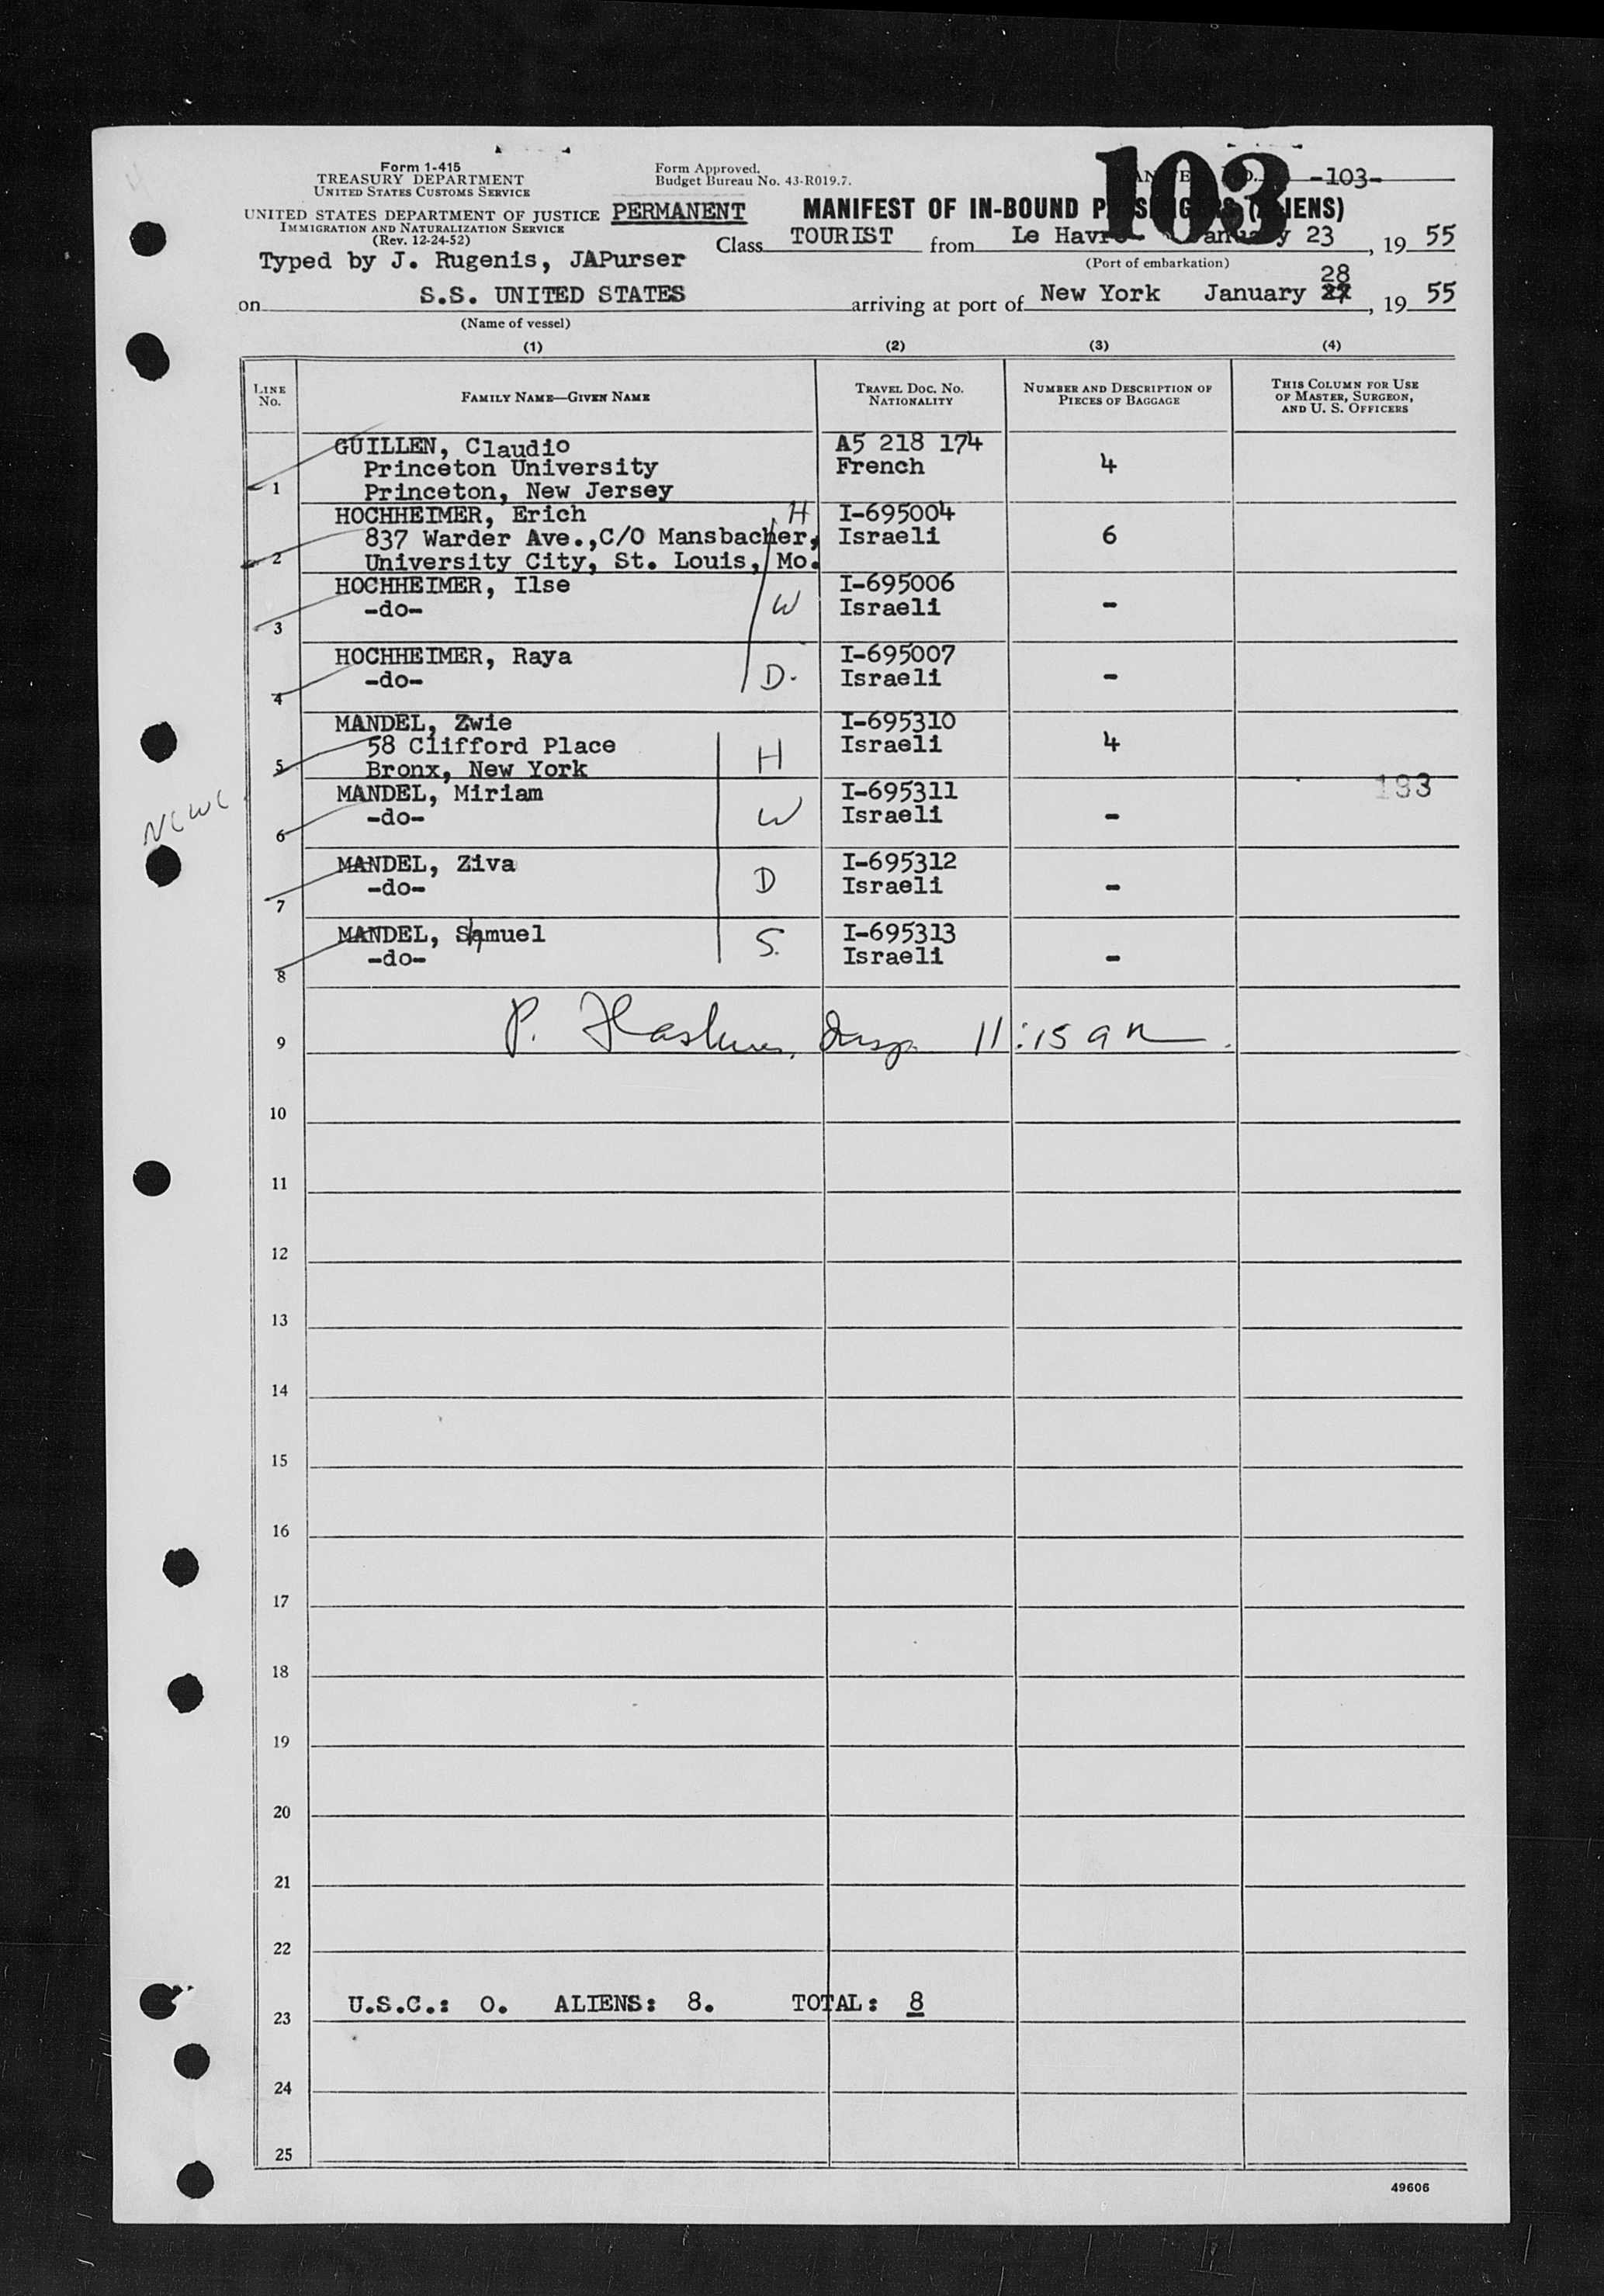 Form I-415
TREASURY DEPARTMENT
UNITED STATES CUSTOMS SERVICE
UNITED STATES DEPARTMENT OF JUSTICE
IMMIGRATION AND NATURALIZATION SERVICE
(Rev. 12-24-52)
Typed by J. Rugenis, JAPurser
Form Approved.
Budget Bureau No. 43-R019.7.
PERMANENT
103
-103-
MANIFEST OF IN-BOUND PASSENGERS (ALIENS)
Class TOURIST from Le Havre January 23, 19 55
(Port of embarkation)
28
on S.S. UNITED STATES arriving at port of New York January 27, 19 55
(Name of vessel)
(1) (2) (3) (4)
LINE No. FAMILY NAME—GIVEN NAME TRAVEL DOC. NO. NATIONALITY NUMBER AND DESCRIPTION OF PIECES OF BAGGAGE THIS COLUMN FOR USE OF MASTER, SURGEON, AND U. S. OFFICERS
GUILLEN, Claudio A5 218 174
Princeton University French 4
1 Princeton, New Jersey
HOCHHEIMER, Erich H I-695004
837 Warder Ave.,C/O Mansbacher, Israeli 6
2 University City, St. Louis, Mo.
HOCHHEIMER, Ilse I-695006
-do- W Israeli -
3
HOCHHEIMER, Raya I-695007
-do- D. Israeli -
4
MANDEL, Zwie I-695310
58 Clifford Place H Israeli 4
5 Bronx, New York
MANDEL, Miriam I-695311 193
NCWC -do- W Israeli -
6
MANDEL, Ziva I-695312
-do- D Israeli -
7
MANDEL, Samuel I-695313
-do- S. Israeli -
8
9 P. Insp. 11:15 am.
10
11
12
13
14
15
16
17
18
19
20
21
22
U.S.C.: 0. ALIENS: 8. TOTAL: 8
23
24
25
49606